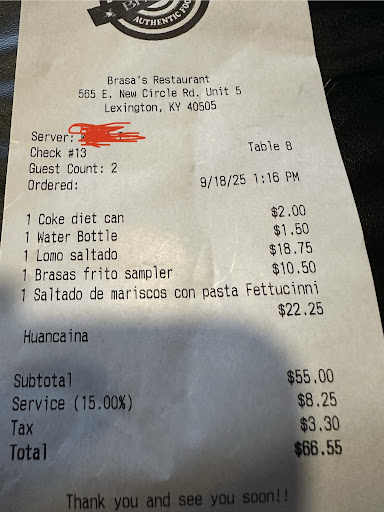 AUTHENTIC
Brasa's Restaurant
565 E. New Circle Rd. Unit 5
Lexington, KY 40505
Server:
Check #13 Table 8
Guest Count: 2
Ordered: 9/18/25 1:16 PM
1 Coke diet can $2.00
1 Water Bottle $1.50
1 Lomo saltado $18.75
1 Brasas frito sampler $10.50
1 Saltado de mariscos con pasta Fettucinni
$22.25
Huancaina
Subtotal $55.00
Service (15.00%) $8.25
Tax $3.30
Total $66.55
Thank you and see you soon!!